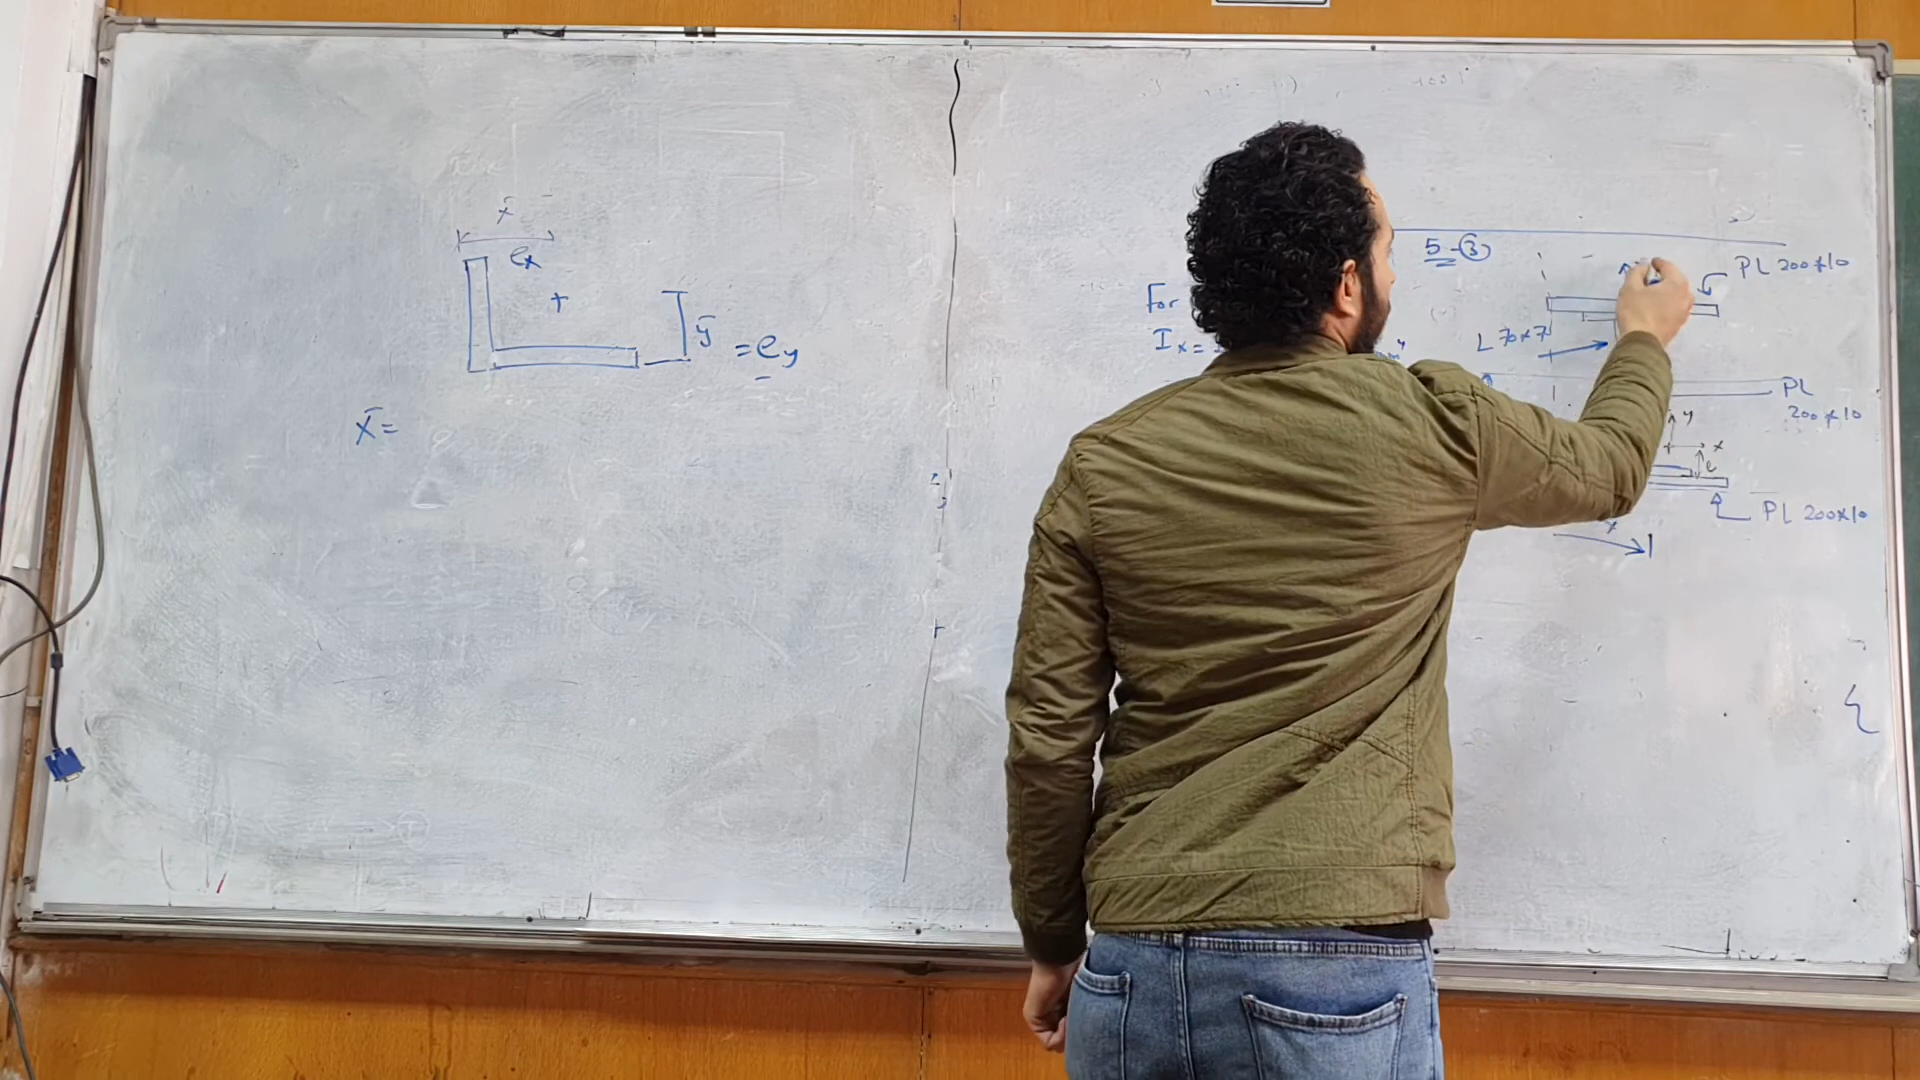 x̄
ex
ȳ
= ey
x̄ =
5-③
PL 200*10
For
Ix =
L 70*7
PL
200*10
y
x
e
PL 200*10
x